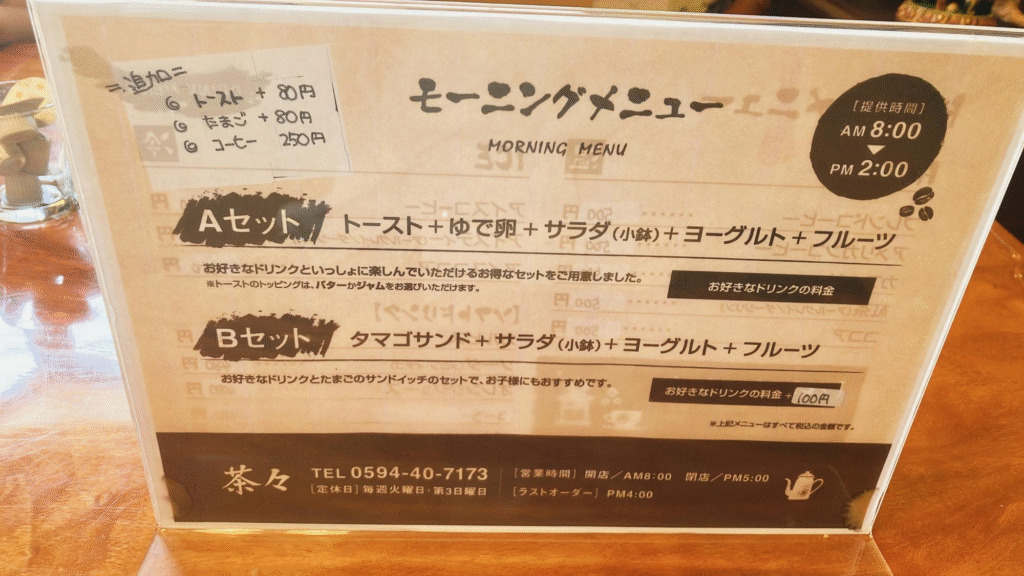 =追加=
◎ トースト + 80円
◎ たまご + 80円
◎ コーヒー 250円
モーニングメニュー
MORNING MENU
[提供時間]
AM 8:00
PM 2:00
Aセット トースト+ゆで卵+サラダ(小鉢)+ヨーグルト+フルーツ
お好きなドリンクといっしょに楽しんでいただけるお得なセットをご用意しました。
※トーストのトッピングは、バターかジャムをお選びいただけます。
お好きなドリンクの料金
Bセット タマゴサンド+サラダ(小鉢)+ヨーグルト+フルーツ
お好きなドリンクとたまごのサンドイッチのセットで、お子様にもおすすめです。
お好きなドリンクの料金+100円
※上記メニューはすべて税込の金額です。
茶々 TEL 0594-40-7173 [営業時間] 開店/AM8:00 閉店/PM5:00
[定休日]毎週火曜日・第3日曜日 [ラストオーダー] PM4:00